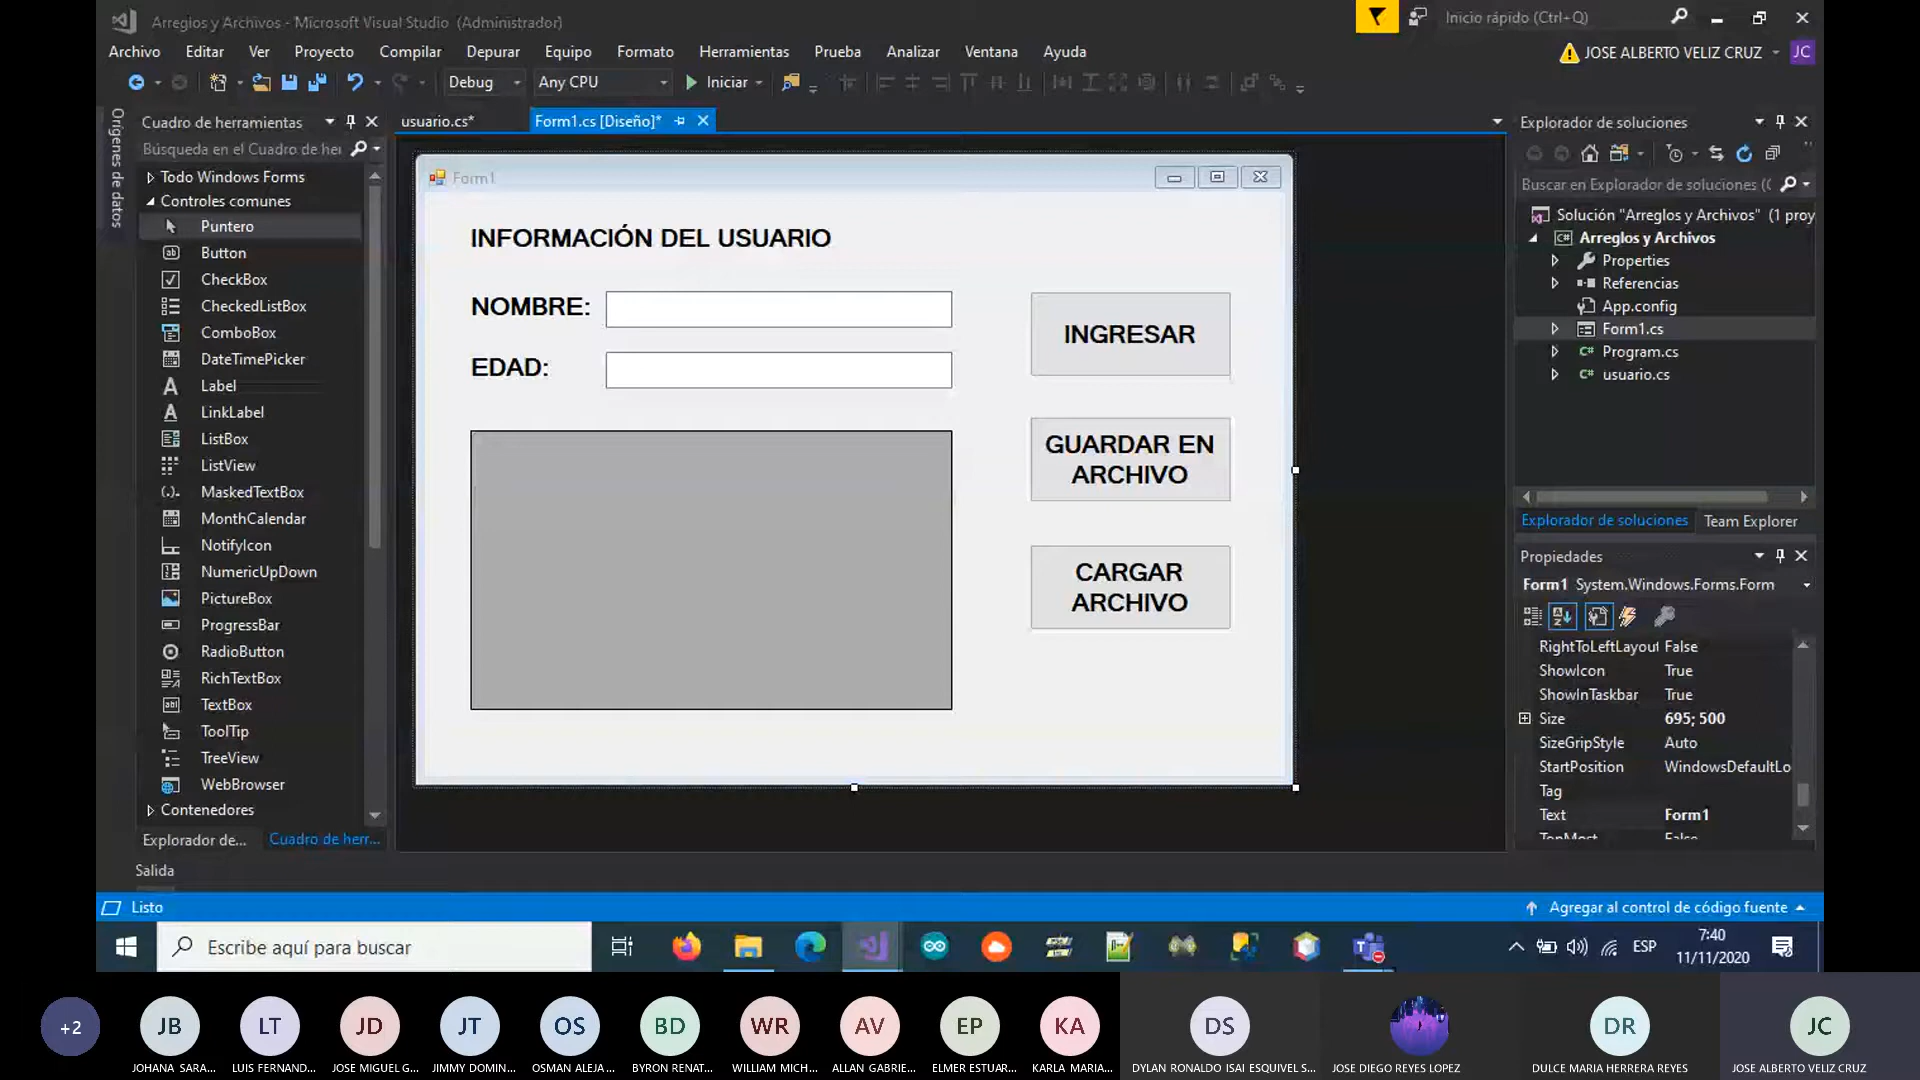 Arreglos y Archivos - Microsoft Visual Studio (Administrador)
Inicio rápido (Ctrl+Q)
Archivo Editar Ver Proyecto Compilar Depurar Equipo Formato Herramientas Prueba Analizar Ventana Ayuda
JOSE ALBERTO VELIZ CRUZ JC
Debug Any CPU Iniciar
Orígenes de datos
Cuadro de herramientas
Búsqueda en el Cuadro de her
Todo Windows Forms
Controles comunes
Puntero
Button
CheckBox
CheckedListBox
ComboBox
DateTimePicker
Label
LinkLabel
ListBox
ListView
MaskedTextBox
MonthCalendar
NotifyIcon
NumericUpDown
PictureBox
ProgressBar
RadioButton
RichTextBox
TextBox
ToolTip
TreeView
WebBrowser
Contenedores
Explorador de... Cuadro de herr...
usuario.cs* Form1.cs [Diseño]*
Form1
INFORMACIÓN DEL USUARIO
NOMBRE:
EDAD:
INGRESAR
GUARDAR EN
ARCHIVO
CARGAR
ARCHIVO
Explorador de soluciones
Buscar en Explorador de soluciones (C
Solución "Arreglos y Archivos" (1 proy
Arreglos y Archivos
Properties
Referencias
App.config
Form1.cs
Program.cs
usuario.cs
Explorador de soluciones Team Explorer
Propiedades
Form1 System.Windows.Forms.Form
RightToLeftLayout False
ShowIcon True
ShowInTaskbar True
Size 695; 500
SizeGripStyle Auto
StartPosition WindowsDefaultLo
Tag
Text Form1
TopMost False
Salida
Listo
Agregar al control de código fuente
Escribe aquí para buscar
ESP
7:40
11/11/2020
+2 JB LT JD JT OS BD WR AV EP KA DS DR JC
JOHANA SARA... LUIS FERNAND... JOSE MIGUEL G... JIMMY DOMIN... OSMAN ALEJA... BYRON RENAT... WILLIAM MICH... ALLAN GABRIE... ELMER ESTUAR... KARLA MARIA... DYLAN RONALDO ISAI ESQUIVEL S... JOSE DIEGO REYES LOPEZ DULCE MARIA HERRERA REYES JOSE ALBERTO VELIZ CRUZ